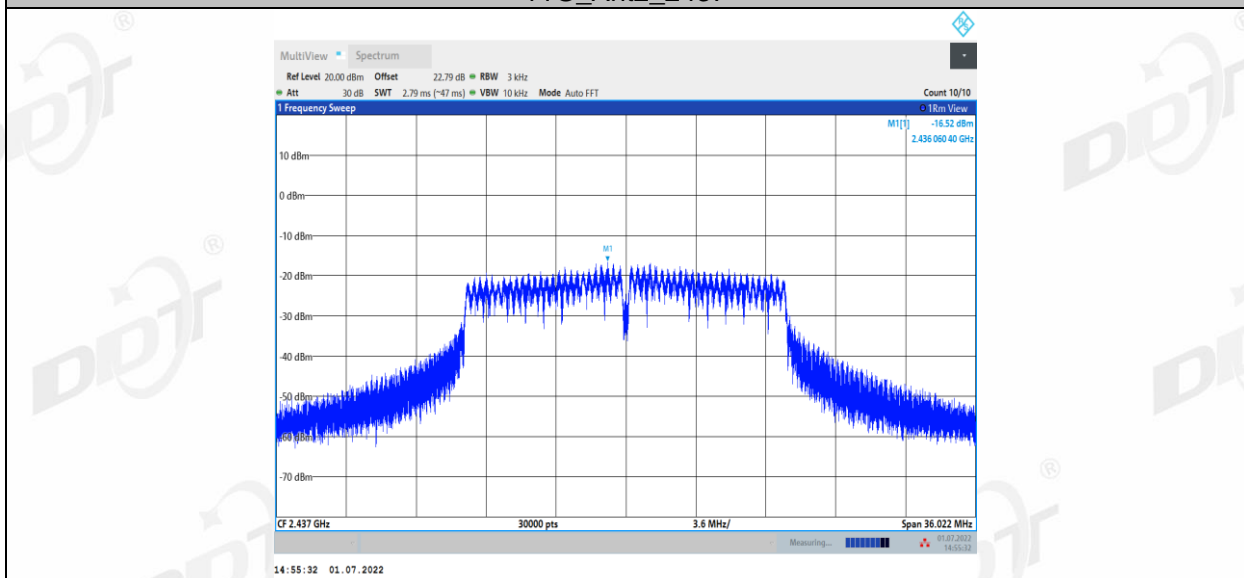 MultiView Spectrum
Ref Level 20.00 dBm Offset 22.79 dB RBW 3 kHz
Att 30 dB SWT 2.79 ms (~47 ms) VBW 10 kHz Mode Auto FFT Count 10/10
1 Frequency Sweep 1Rm View
M1[1] -16.52 dBm
2.436 060 40 GHz
10 dBm
0 dBm
-10 dBm
M1
-20 dBm
-30 dBm
-40 dBm
-50 dBm
-60 dBm
-70 dBm
CF 2.437 GHz 30000 pts 3.6 MHz/ Span 36.022 MHz
Measuring... 01.07.2022
14:55:32
14:55:32 01.07.2022
DDT
®